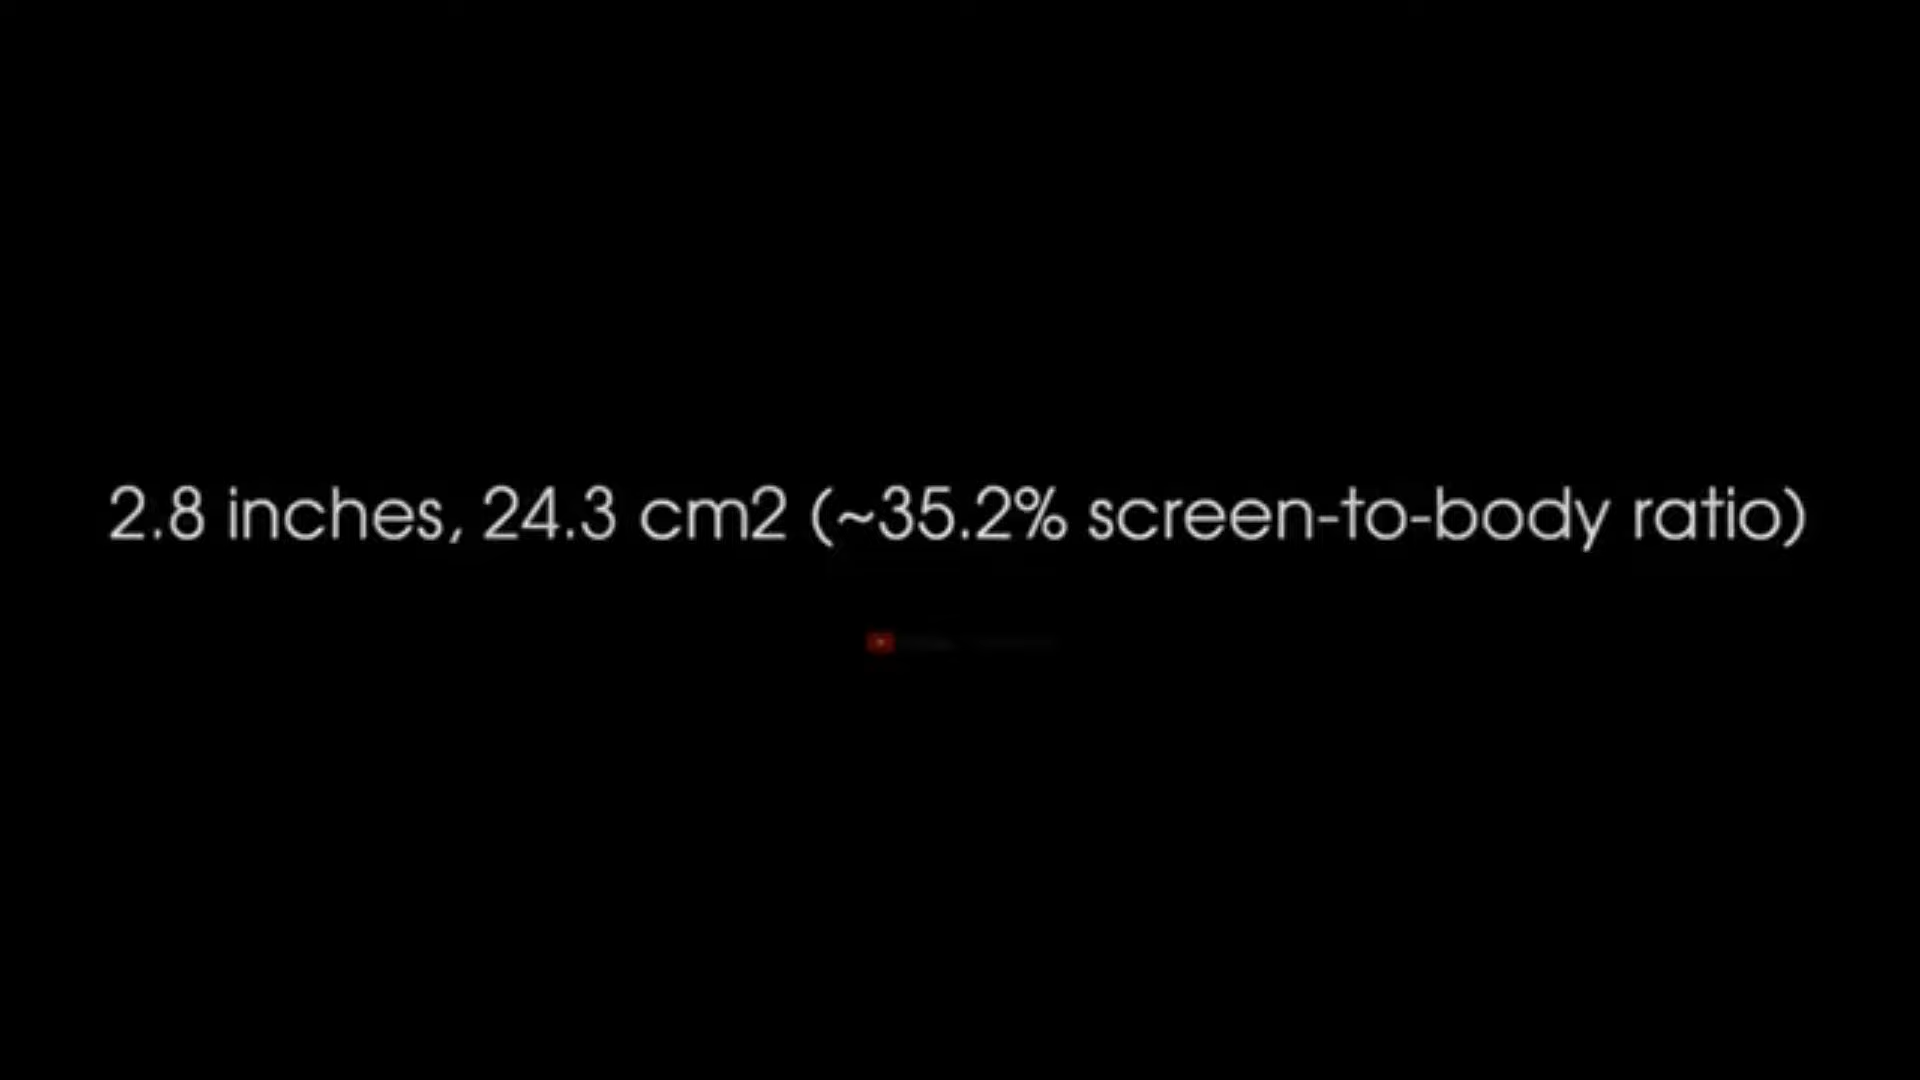 2.8 inches, 24.3 cm2 (~35.2% screen-to-body ratio)